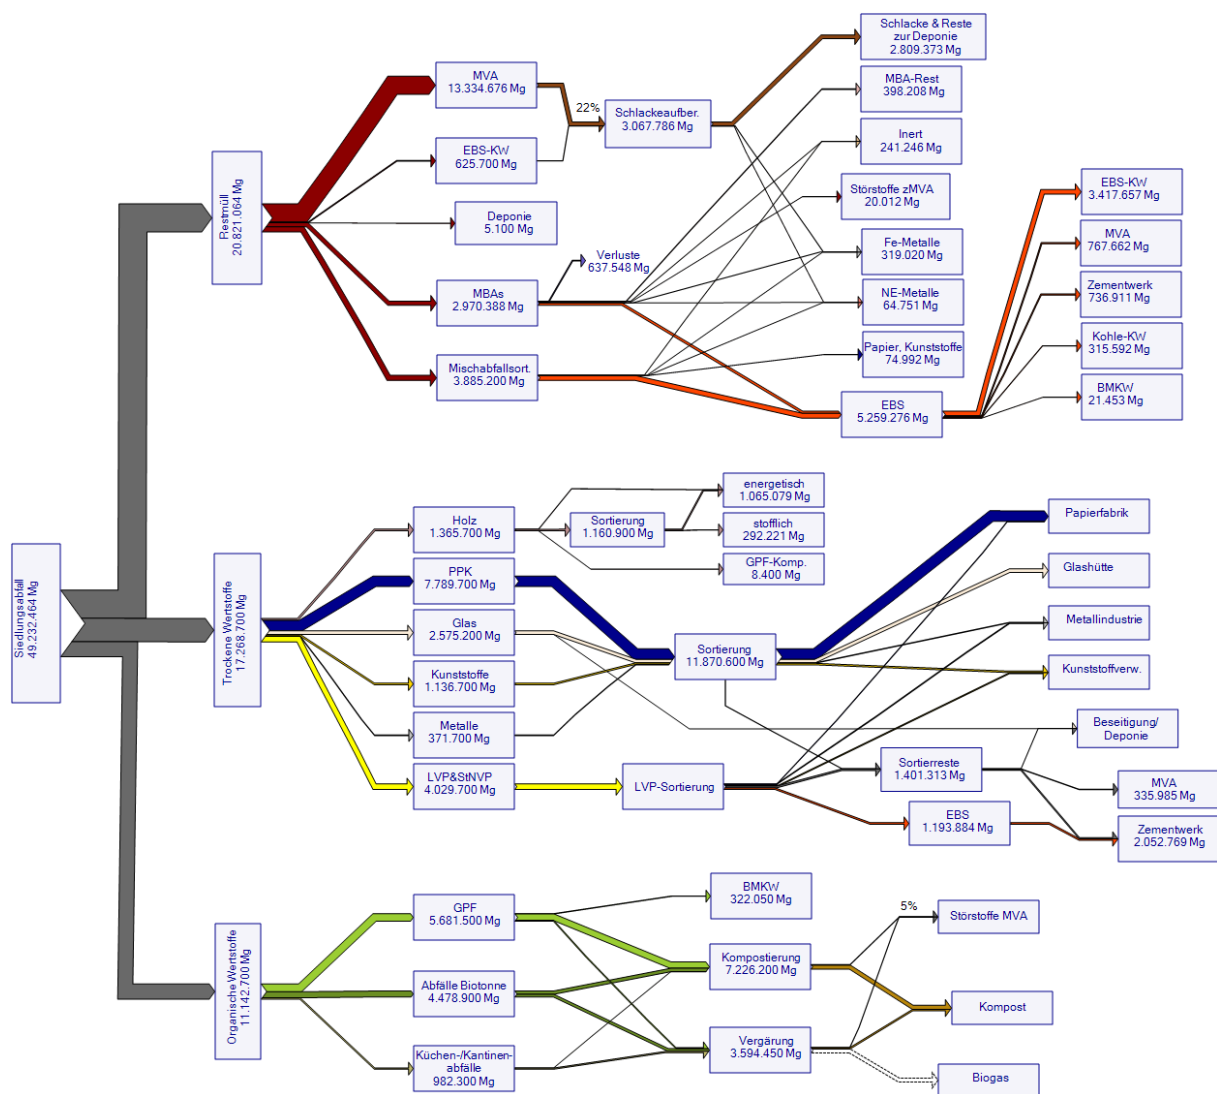 Siedlungsabfall
49.232.464 Mg
Restmüll
20.821.064 Mg
MVA
13.334.676 Mg
22%
Schlackeaufber.
3.067.786 Mg
EBS-KW
625.700 Mg
Deponie
5.100 Mg
MBAs
2.970.388 Mg
Verluste
637.548 Mg
Mischabfallsort.
3.885.200 Mg
Schlacke & Reste
zur Deponie
2.809.373 Mg
MBA-Rest
398.208 Mg
Inert
241.246 Mg
Störstoffe zMVA
20.012 Mg
Fe-Metalle
319.020 Mg
NE-Metalle
64.751 Mg
Papier, Kunststoffe
74.992 Mg
EBS
5.259.276 Mg
EBS-KW
3.417.657 Mg
MVA
767.662 Mg
Zementwerk
736.911 Mg
Kohle-KW
315.592 Mg
BMKW
21.453 Mg
Trockene Wertstoffe
17.268.700 Mg
Holz
1.365.700 Mg
Sortierung
1.160.900 Mg
energetisch
1.065.079 Mg
stofflich
292.221 Mg
GPF-Komp.
8.400 Mg
PPK
7.789.700 Mg
Glas
2.575.200 Mg
Kunststoffe
1.136.700 Mg
Metalle
371.700 Mg
LVP&StNVP
4.029.700 Mg
Sortierung
11.870.600 Mg
LVP-Sortierung
Papierfabrik
Glashütte
Metallindustrie
Kunststoffverw.
Beseitigung/
Deponie
Sortierreste
1.401.313 Mg
EBS
1.193.884 Mg
MVA
335.985 Mg
Zementwerk
2.052.769 Mg
Organische Wertstoffe
11.142.700 Mg
GPF
5.681.500 Mg
Abfälle Biotonne
4.478.900 Mg
Küchen-/Kantinen-
abfälle
982.300 Mg
BMKW
322.050 Mg
Kompostierung
7.226.200 Mg
Vergärung
3.594.450 Mg
5%
Störstoffe MVA
Kompost
Biogas